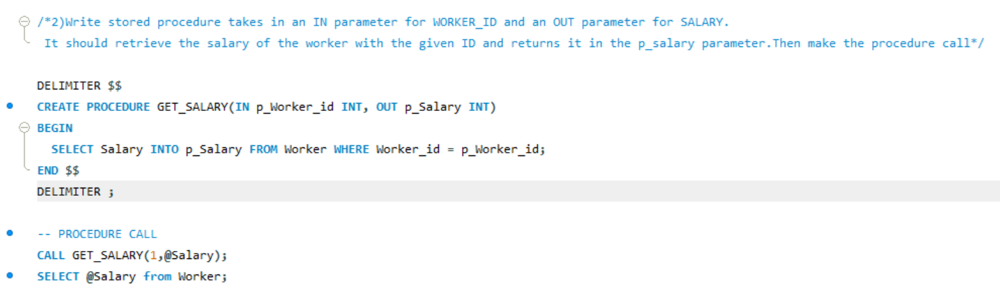 /*2)Write stored procedure takes in an IN parameter for WORKER_ID and an OUT parameter for SALARY.
It should retrieve the salary of the worker with the given ID and returns it in the p_salary parameter.Then make the procedure call*/
DELIMITER $$
CREATE PROCEDURE GET_SALARY(IN p_Worker_id INT, OUT p_Salary INT)
BEGIN
SELECT Salary INTO p_Salary FROM Worker WHERE Worker_id = p_Worker_id;
END $$
DELIMITER ;
-- PROCEDURE CALL
CALL GET_SALARY(1,@Salary);
SELECT @Salary from Worker;